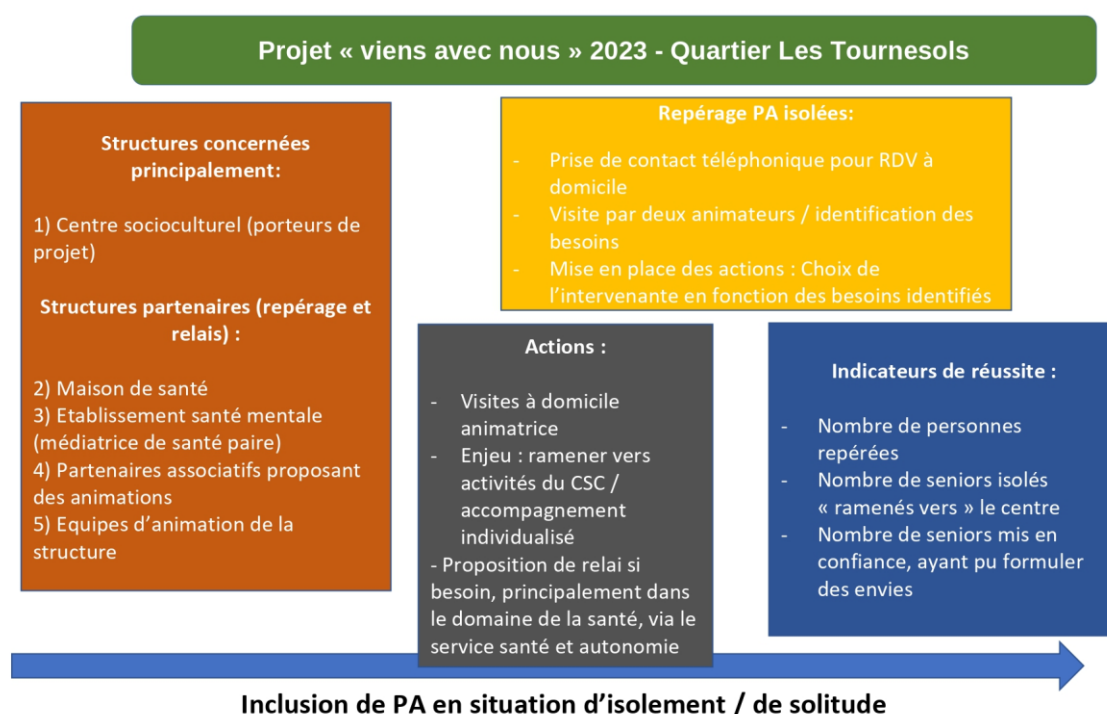 Projet « viens avec nous » 2023 - Quartier Les Tournesols
Structures concernées
principalement:
1) Centre socioculturel (porteurs de
projet)
Structures partenaires (repérage et
relais) :
2) Maison de santé
3) Etablissement santé mentale
(médiatrice de santé paire)
4) Partenaires associatifs proposant
des animations
5) Equipes d’animation de la
structure
Repérage PA isolées:
- Prise de contact téléphonique pour RDV à
domicile
- Visite par deux animateurs / identification des
besoins
- Mise en place des actions : Choix de
l’intervenante en fonction des besoins identifiés
Actions :
- Visites à domicile
animatrice
- Enjeu : ramener vers
activités du CSC /
accompagnement
individualisé
- Proposition de relai si
besoin, principalement dans
le domaine de la santé, via le
service santé et autonomie
Indicateurs de réussite :
- Nombre de personnes
repérées
- Nombre de seniors isolés
« ramenés vers » le centre
- Nombre de seniors mis en
confiance, ayant pu formuler
des envies
Inclusion de PA en situation d’isolement / de solitude